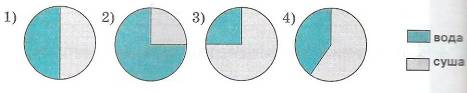 1) 2) 3) 4)
вода
суша